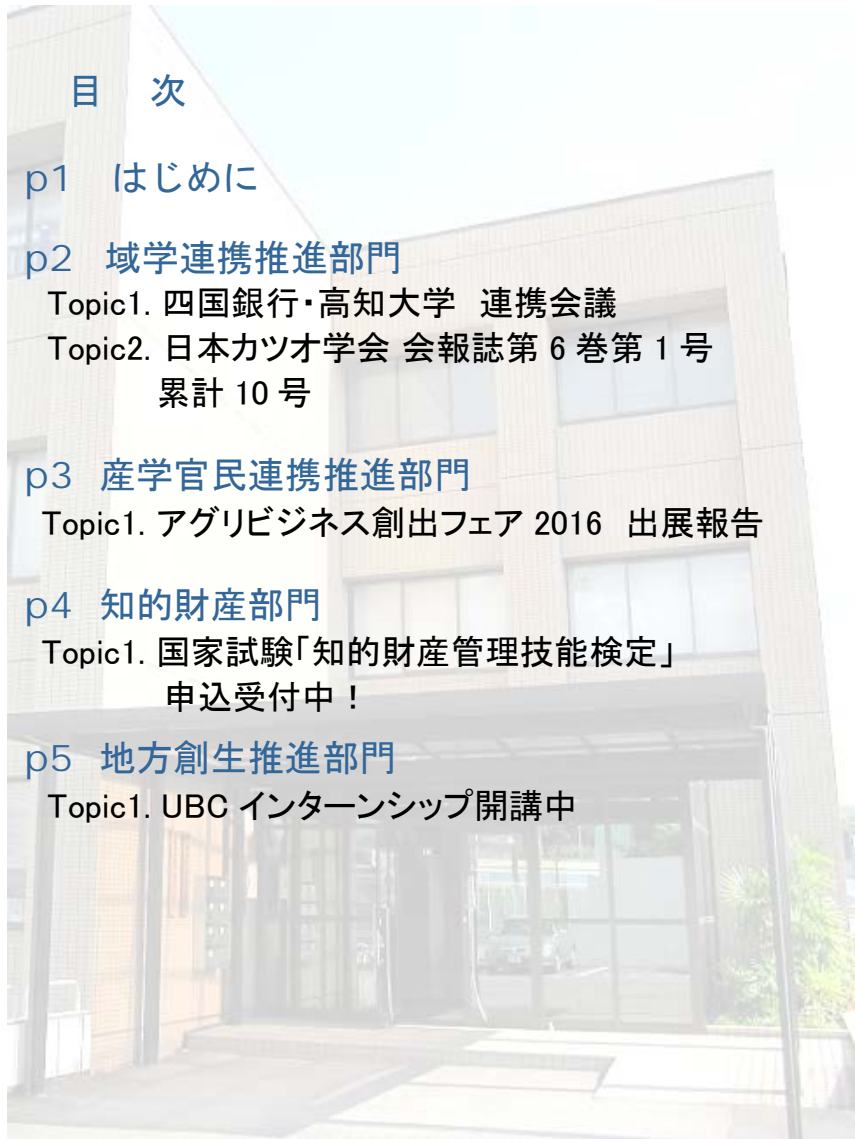 目　次
p1　はじめに
p2　域学連携推進部門
Topic1. 四国銀行・高知大学　連携会議
Topic2. 日本カツオ学会 会報誌第 6 巻第 1 号
累計 10 号
p3　産学官民連携推進部門
Topic1. アグリビジネス創出フェア 2016　出展報告
p4　知的財産部門
Topic1. 国家試験「知的財産管理技能検定」
申込受付中！
p5　地方創生推進部門
Topic1. UBC インターンシップ開講中